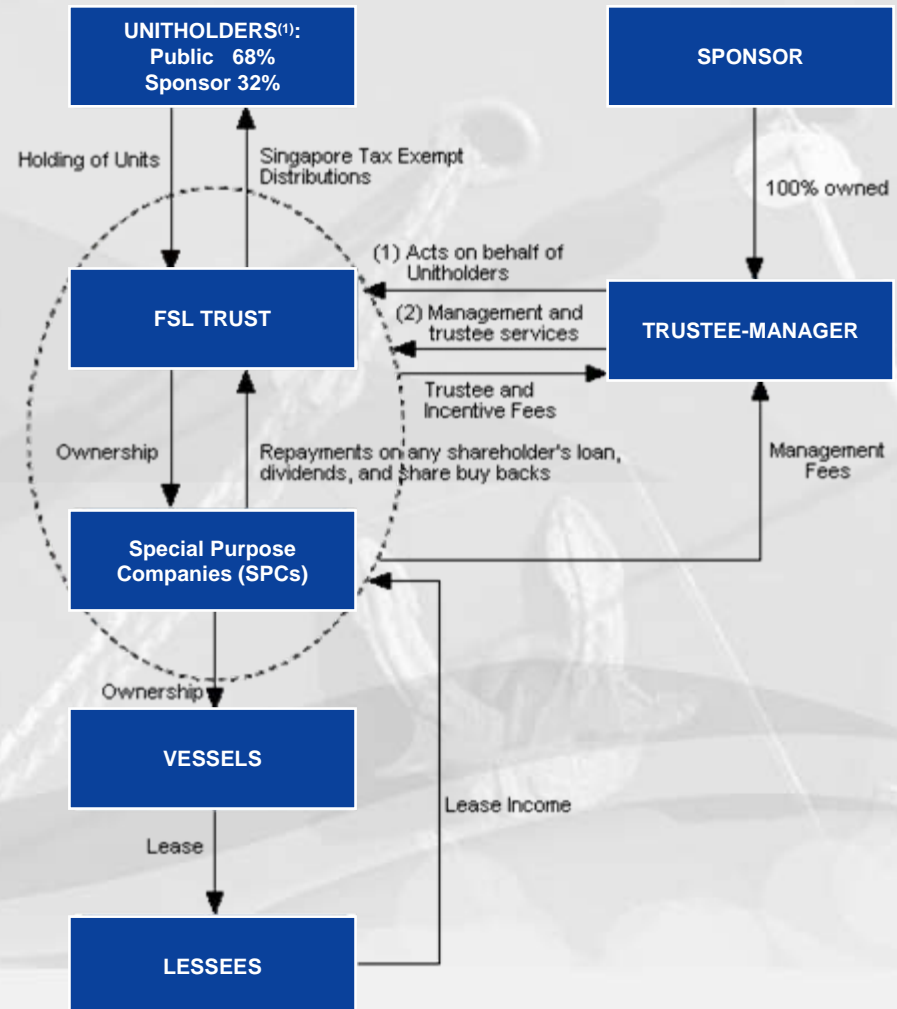 UNITHOLDERS(1):
Public 68%
Sponsor 32%
SPONSOR
Holding of Units
Singapore Tax Exempt
Distributions
100% owned
(1) Acts on behalf of
Unitholders
FSL TRUST
(2) Management and
trustee services
TRUSTEE-MANAGER
Trustee and
Incentive Fees
Ownership
Repayments on any shareholder's loan,
dividends, and share buy backs
Management
Fees
Special Purpose
Companies (SPCs)
Ownership
VESSELS
Lease Income
Lease
LESSEES